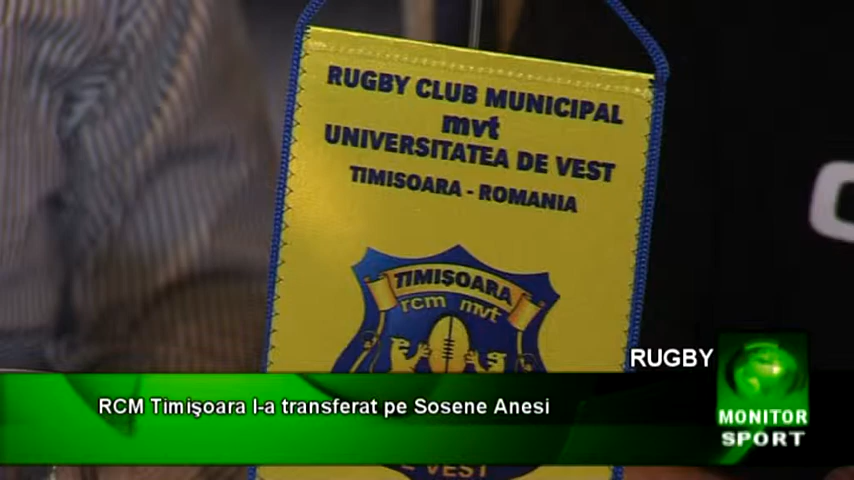 RUGBY CLUB MUNICIPAL
mvt
UNIVERSITATEA DE VEST
TIMISOARA - ROMANIA
TIMIŞOARA
rcm mvt
RUGBY
RCM Timişoara l-a transferat pe Sosene Anesi
MONITOR
SPORT
VEST